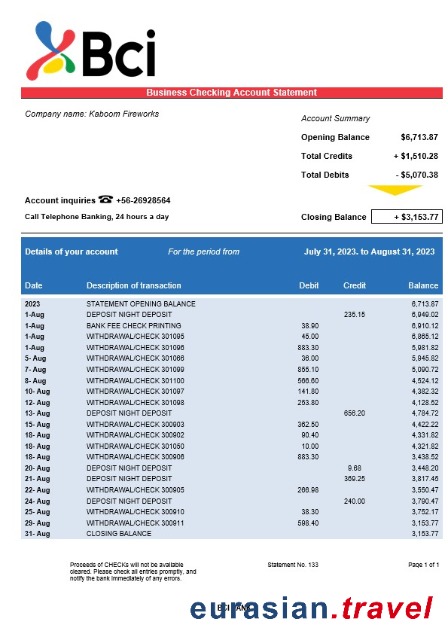 Bci
Business Checking Account Statement
Company name: Kaboom Fireworks
Account Summary
Opening Balance $6,713.87
Total Credits + $1,510.28
Total Debits - $5,070.38
Account inquiries ☎ +56-26928564
Call Telephone Banking, 24 hours a day
Closing Balance + $3,153.77
Details of your account For the period from July 31, 2023. to August 31, 2023
Date Description of transaction Debit Credit Balance
2023 STATEMENT OPENING BALANCE 6,713.87
1-Aug DEPOSIT NIGHT DEPOSIT 235.15 6,949.02
1-Aug BANK FEE CHECK PRINTING 38.90 6,910.12
1-Aug WITHDRAWAL/CHECK 301095 45.00 6,865.12
1-Aug WITHDRAWAL/CHECK 301096 883.30 5,981.82
5- Aug WITHDRAWAL/CHECK 301066 36.00 5,945.82
7- Aug WITHDRAWAL/CHECK 301099 855.10 5,090.72
8- Aug WITHDRAWAL/CHECK 301100 566.60 4,524.12
10- Aug WITHDRAWAL/CHECK 301097 141.80 4,382.32
12- Aug WITHDRAWAL/CHECK 301098 253.80 4,128.52
13- Aug DEPOSIT NIGHT DEPOSIT 656.20 4,784.72
15- Aug WITHDRAWAL/CHECK 300903 362.50 4,422.22
18- Aug WITHDRAWAL/CHECK 300902 90.40 4,331.82
18- Aug WITHDRAWAL/CHECK 301050 10.00 4,321.82
18- Aug WITHDRAWAL/CHECK 300906 883.30 3,438.52
20- Aug DEPOSIT NIGHT DEPOSIT 9.68 3,448.20
21- Aug DEPOSIT NIGHT DEPOSIT 369.25 3,817.45
22- Aug WITHDRAWAL/CHECK 300905 266.98 3,550.47
24- Aug DEPOSIT NIGHT DEPOSIT 240.00 3,790.47
25- Aug WITHDRAWAL/CHECK 300910 38.30 3,752.17
29- Aug WITHDRAWAL/CHECK 300911 598.40 3,153.77
31- Aug CLOSING BALANCE 3,153.77
Proceeds of CHECKs will not be available
cleared. Please check all entries promptly, and
notify the bank immediately of any errors
Statement No. 133
Page 1 of 1
BCI BANK
eurasian.travel